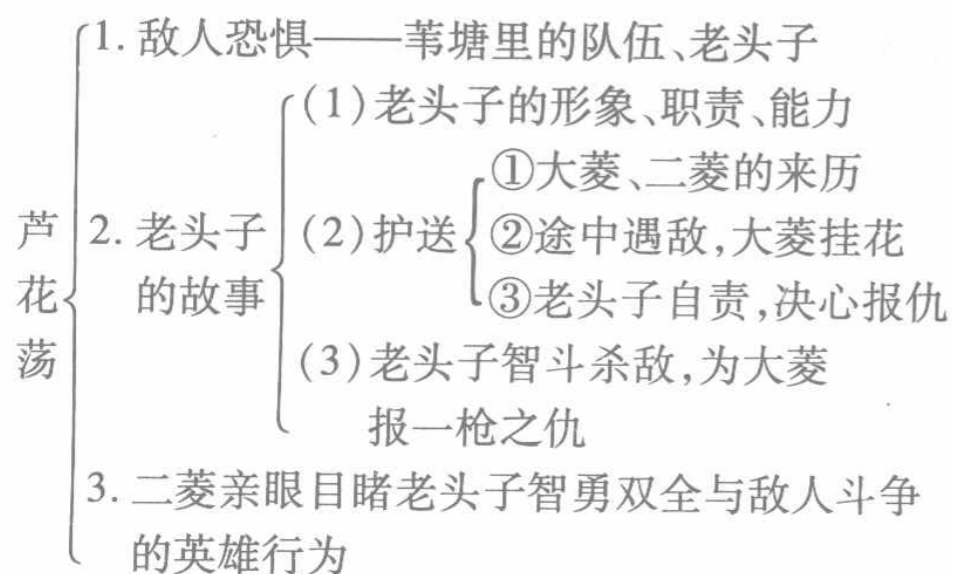 芦花荡
1. 敌人恐惧——苇塘里的队伍、老头子
2. 老头子
的故事
(1)老头子的形象、职责、能力
(2)护送
①大菱、二菱的来历
②途中遇敌,大菱挂花
③老头子自责,决心报仇
(3)老头子智斗杀敌,为大菱
报一枪之仇
3. 二菱亲眼目睹老头子智勇双全与敌人斗争
的英雄行为